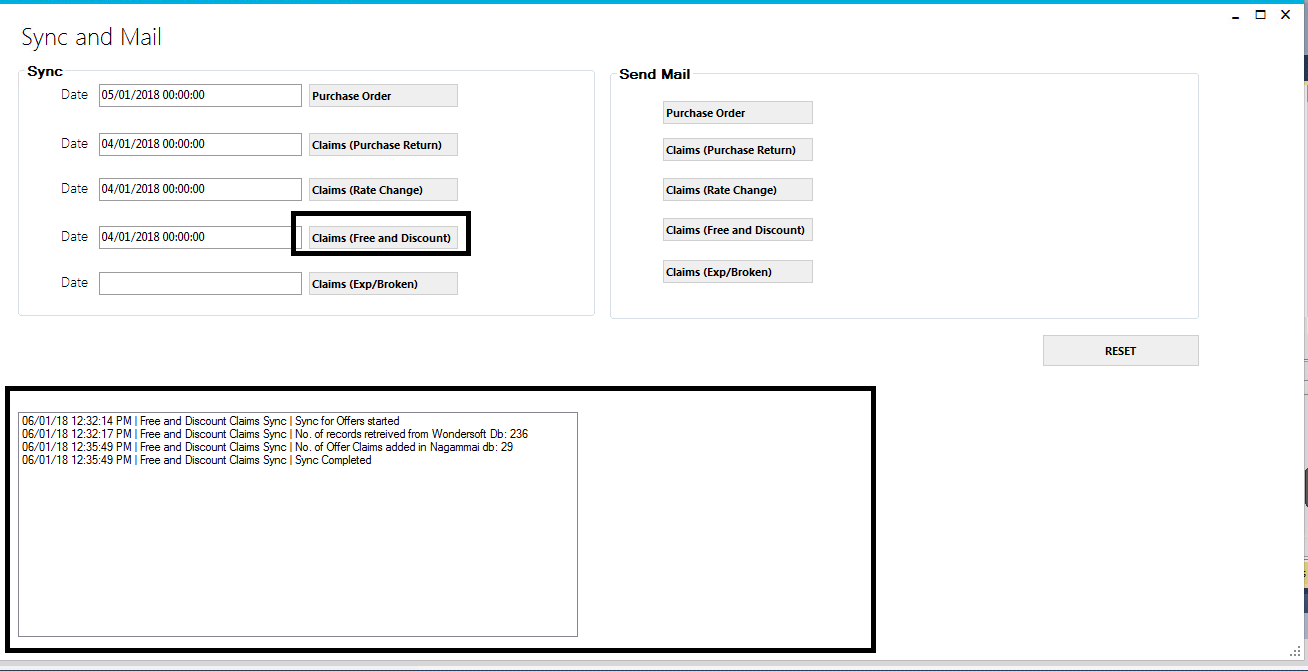 Sync and Mail
Sync
Date 05/01/2018 00:00:00 Purchase Order
Date 04/01/2018 00:00:00 Claims (Purchase Return)
Date 04/01/2018 00:00:00 Claims (Rate Change)
Date 04/01/2018 00:00:00 Claims (Free and Discount)
Date Claims (Exp/Broken)
Send Mail
Purchase Order
Claims (Purchase Return)
Claims (Rate Change)
Claims (Free and Discount)
Claims (Exp/Broken)
RESET
06/01/18 12:32:14 PM | Free and Discount Claims Sync | Sync for Offers started
06/01/18 12:32:17 PM | Free and Discount Claims Sync | No. of records retreived from Wondersoft Db: 236
06/01/18 12:35:49 PM | Free and Discount Claims Sync | No. of Offer Claims added in Nagammai db: 29
06/01/18 12:35:49 PM | Free and Discount Claims Sync | Sync Completed